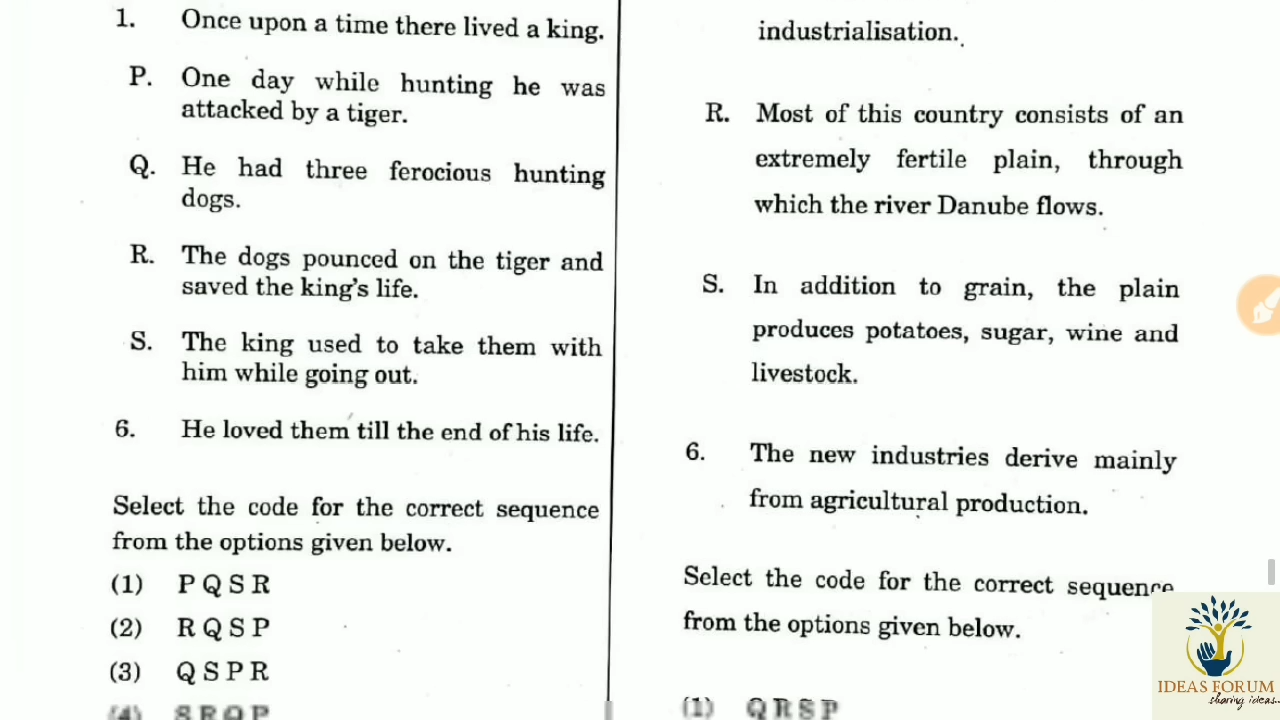 1. Once upon a time there lived a king.
P. One day while hunting he was
attacked by a tiger.
Q. He had three ferocious hunting
dogs.
R. The dogs pounced on the tiger and
saved the king's life.
S. The king used to take them with
him while going out.
6. He loved them till the end of his life.
Select the code for the correct sequence
from the options given below.
(1) P Q S R
(2) R Q S P
(3) Q S P R
(4) S R Q P
industrialisation.
R. Most of this country consists of an
extremely fertile plain, through
which the river Danube flows.
S. In addition to grain, the plain
produces potatoes, sugar, wine and
livestock.
6. The new industries derive mainly
from agricultural production.
Select the code for the correct sequence
from the options given below.
(1) Q R S P
IDEAS FORUM
sharing ideas...